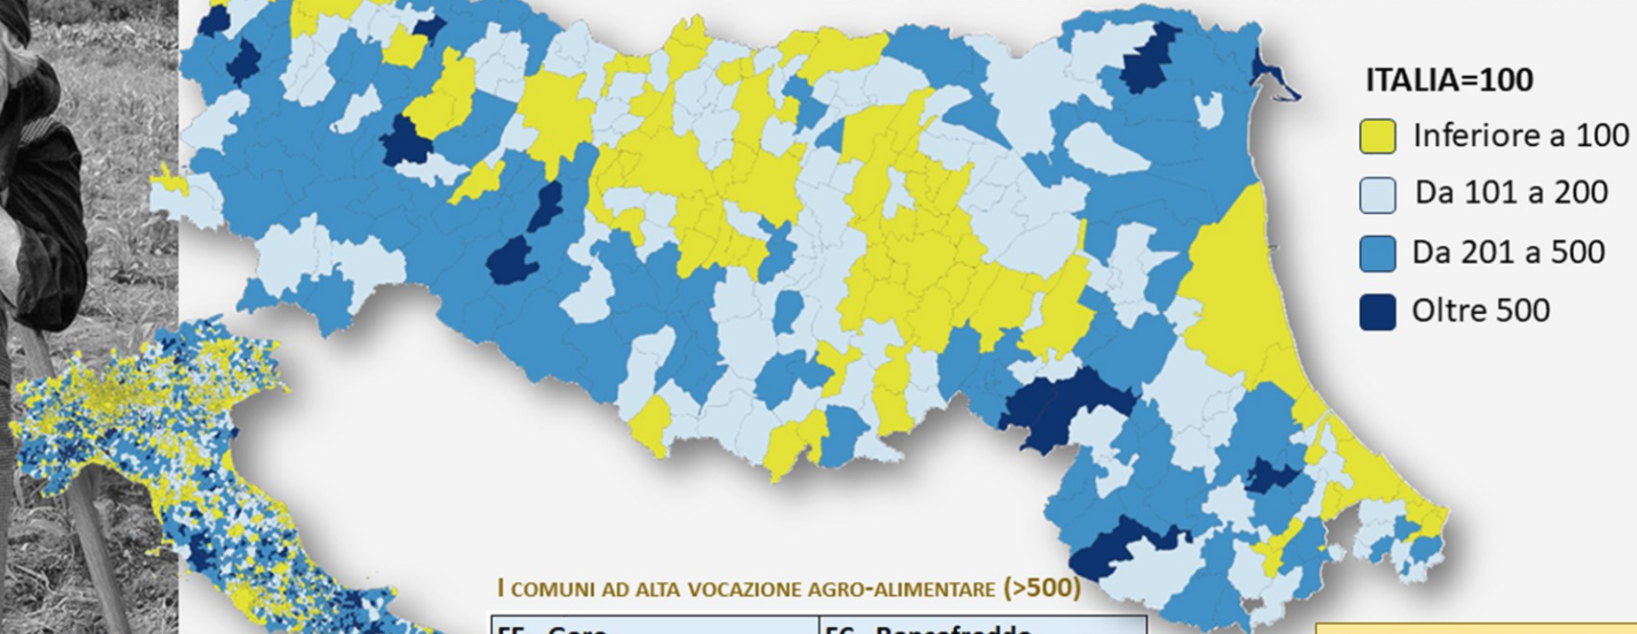 ITALIA=100
Inferiore a 100
Da 101 a 200
Da 201 a 500
Oltre 500
I COMUNI AD ALTA VOCAZIONE AGRO-ALIMENTARE (>500)